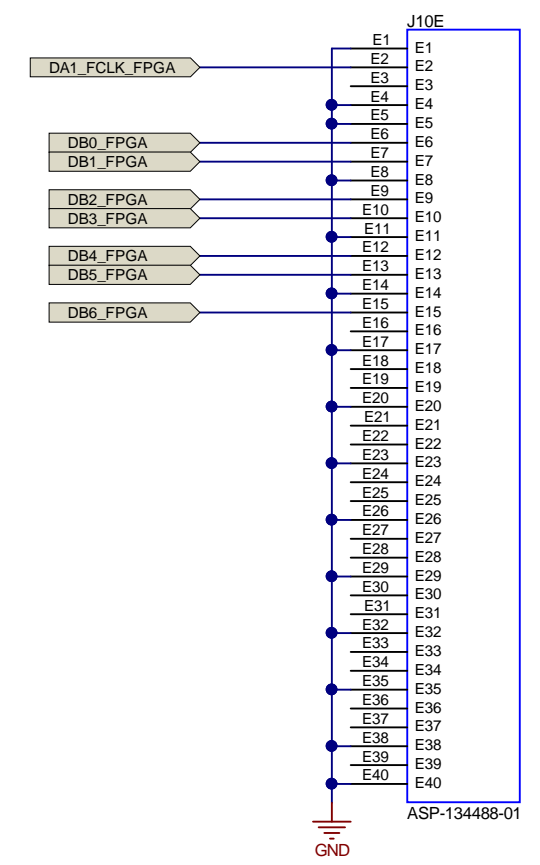 J10E
E1 E1
DA1_FCLK_FPGA E2 E2
E3 E3
E4 E4
E5 E5
DB0_FPGA E6 E6
DB1_FPGA E7 E7
E8 E8
DB2_FPGA E9 E9
DB3_FPGA E10 E10
E11 E11
DB4_FPGA E12 E12
DB5_FPGA E13 E13
E14 E14
DB6_FPGA E15 E15
E16 E16
E17 E17
E18 E18
E19 E19
E20 E20
E21 E21
E22 E22
E23 E23
E24 E24
E25 E25
E26 E26
E27 E27
E28 E28
E29 E29
E30 E30
E31 E31
E32 E32
E33 E33
E34 E34
E35 E35
E36 E36
E37 E37
E38 E38
E39 E39
E40 E40
ASP-134488-01
GND